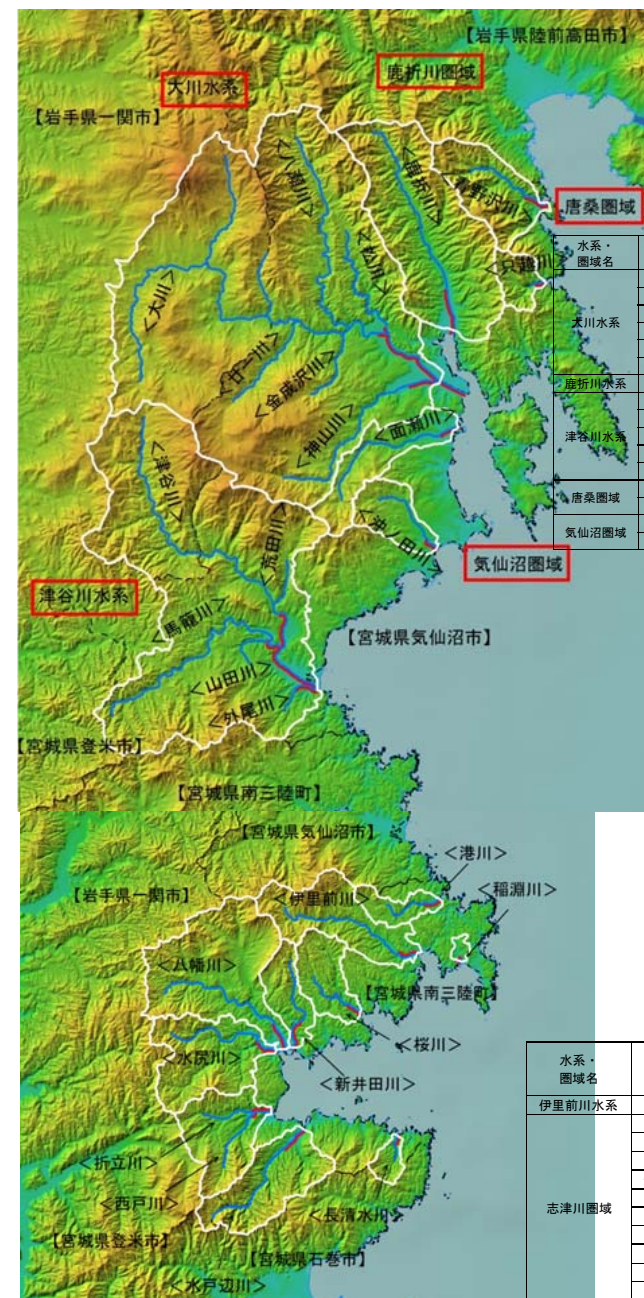 【岩手県陸前高田市】
鹿折川圏域
大川水系
【岩手県一関市】
＜八瀬川＞
＜鹿折川＞
＜青野沢川＞
唐桑圏域
＜松川＞
＜只越川＞
＜大川＞
＜廿一川＞
＜金成沢川＞
＜神山川＞
＜面瀬川＞
＜津谷川＞
＜沖ノ田川＞
＜荒田川＞
気仙沼圏域
津谷川水系
＜馬籠川＞
【宮城県気仙沼市】
＜山田川＞
＜外尾川＞
【宮城県登米市】
【宮城県南三陸町】
水系・
圏域名
大川水系
鹿折川水系
津谷川水系
唐桑圏域
気仙沼圏域
【宮城県気仙沼市】
＜港川＞
【岩手県一関市】
＜伊里前川＞
＜稲淵川＞
＜八幡川＞
【宮城県南三陸町】
＜水尻川＞
＜桜川＞
＜新井田川＞
＜折立川＞
＜西戸川＞
＜長清水川＞
【宮城県登米市】
【宮城県石巻市】
＜水戸辺川＞
水系・
圏域名
伊里前川水系
志津川圏域